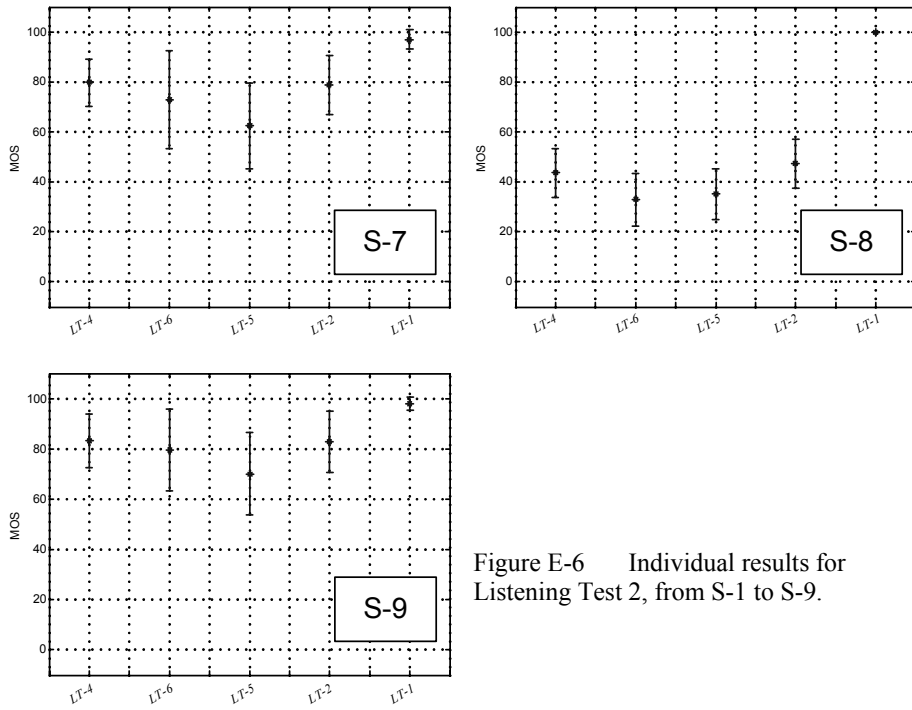 100
80
60
40
20
0
MOS
S-7
LT-4 LT-6 LT-5 LT-2 LT-1
100
80
60
40
20
0
MOS
S-8
LT-4 LT-6 LT-5 LT-2 LT-1
100
80
60
40
20
0
MOS
S-9
LT-4 LT-6 LT-5 LT-2 LT-1
Figure E-6 Individual results for
Listening Test 2, from S-1 to S-9.